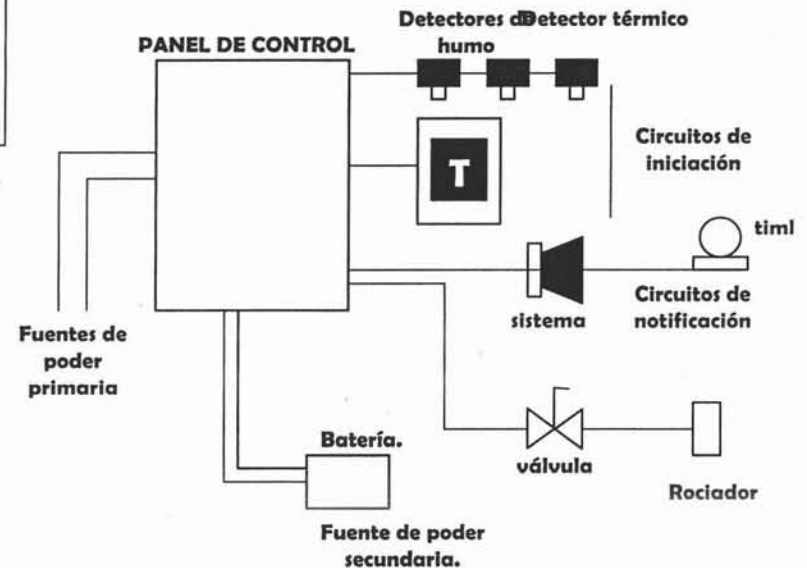 Detectores de
Detector térmico
humo
PANEL DE CONTROL
T
Circuitos de
iniciación
timl
sistema
Circuitos de
notificación
Fuentes de
poder
primaria
Batería.
válvula
Rociador
Fuente de poder
secundaria.